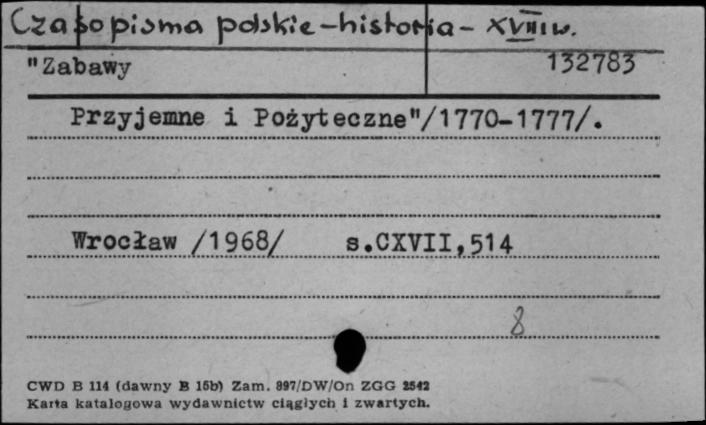 Czasopisma polskie-historia- XVIII w.
"Zabawy 132783
Przyjemne i Pożyteczne"/1770-1777/.
Wrocław /1968/ s.CXVII,514
8
CWD B 114 (dawny B 15b) Zam. 897/DW/On ZGG 2542
Karta katalogowa wydawnictw ciągłych i zwartych.